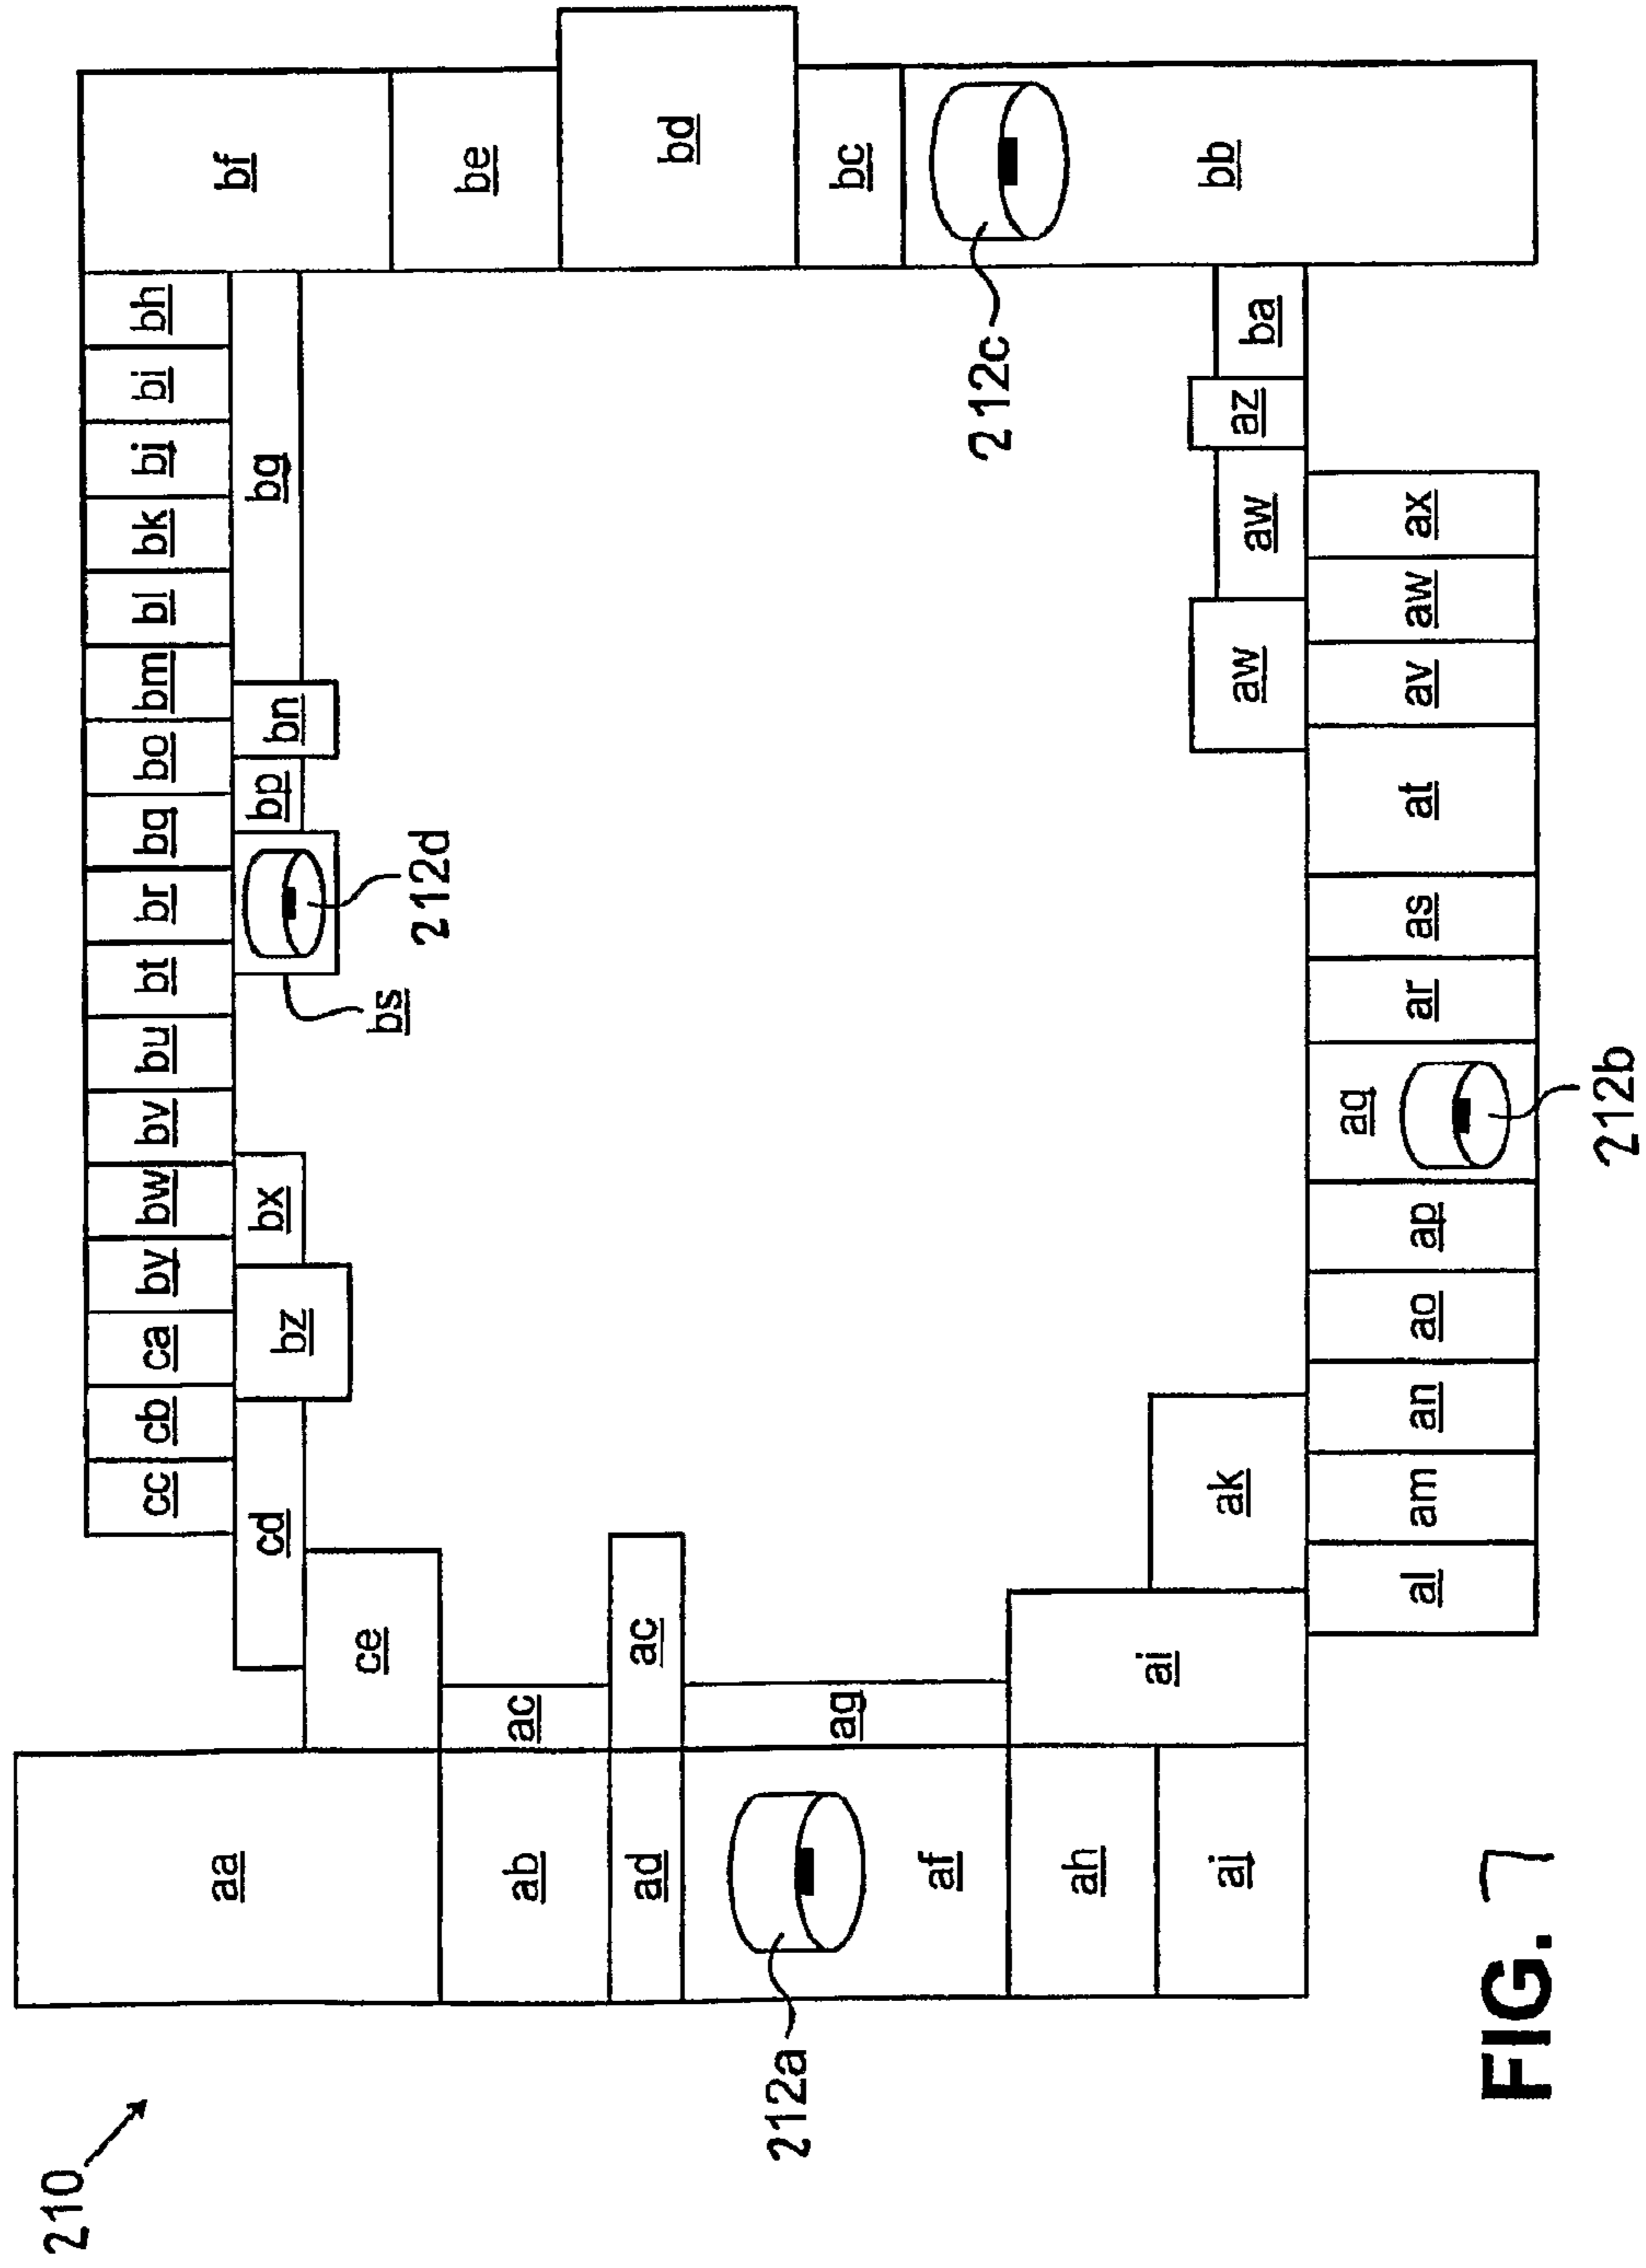 210
cc cb ca by bw bv bu bt br bq bo bm bl bk bj bi bh
aa bf
cd bx bz bn bp bg
ce bs
212d be
ab ac
ad ac bd
212a ag bc
af 212c
ah
ai
ak aw aw az ba bb
aj
aq
al am an ao ap ar as at av aw ax
FIG. 7
212b